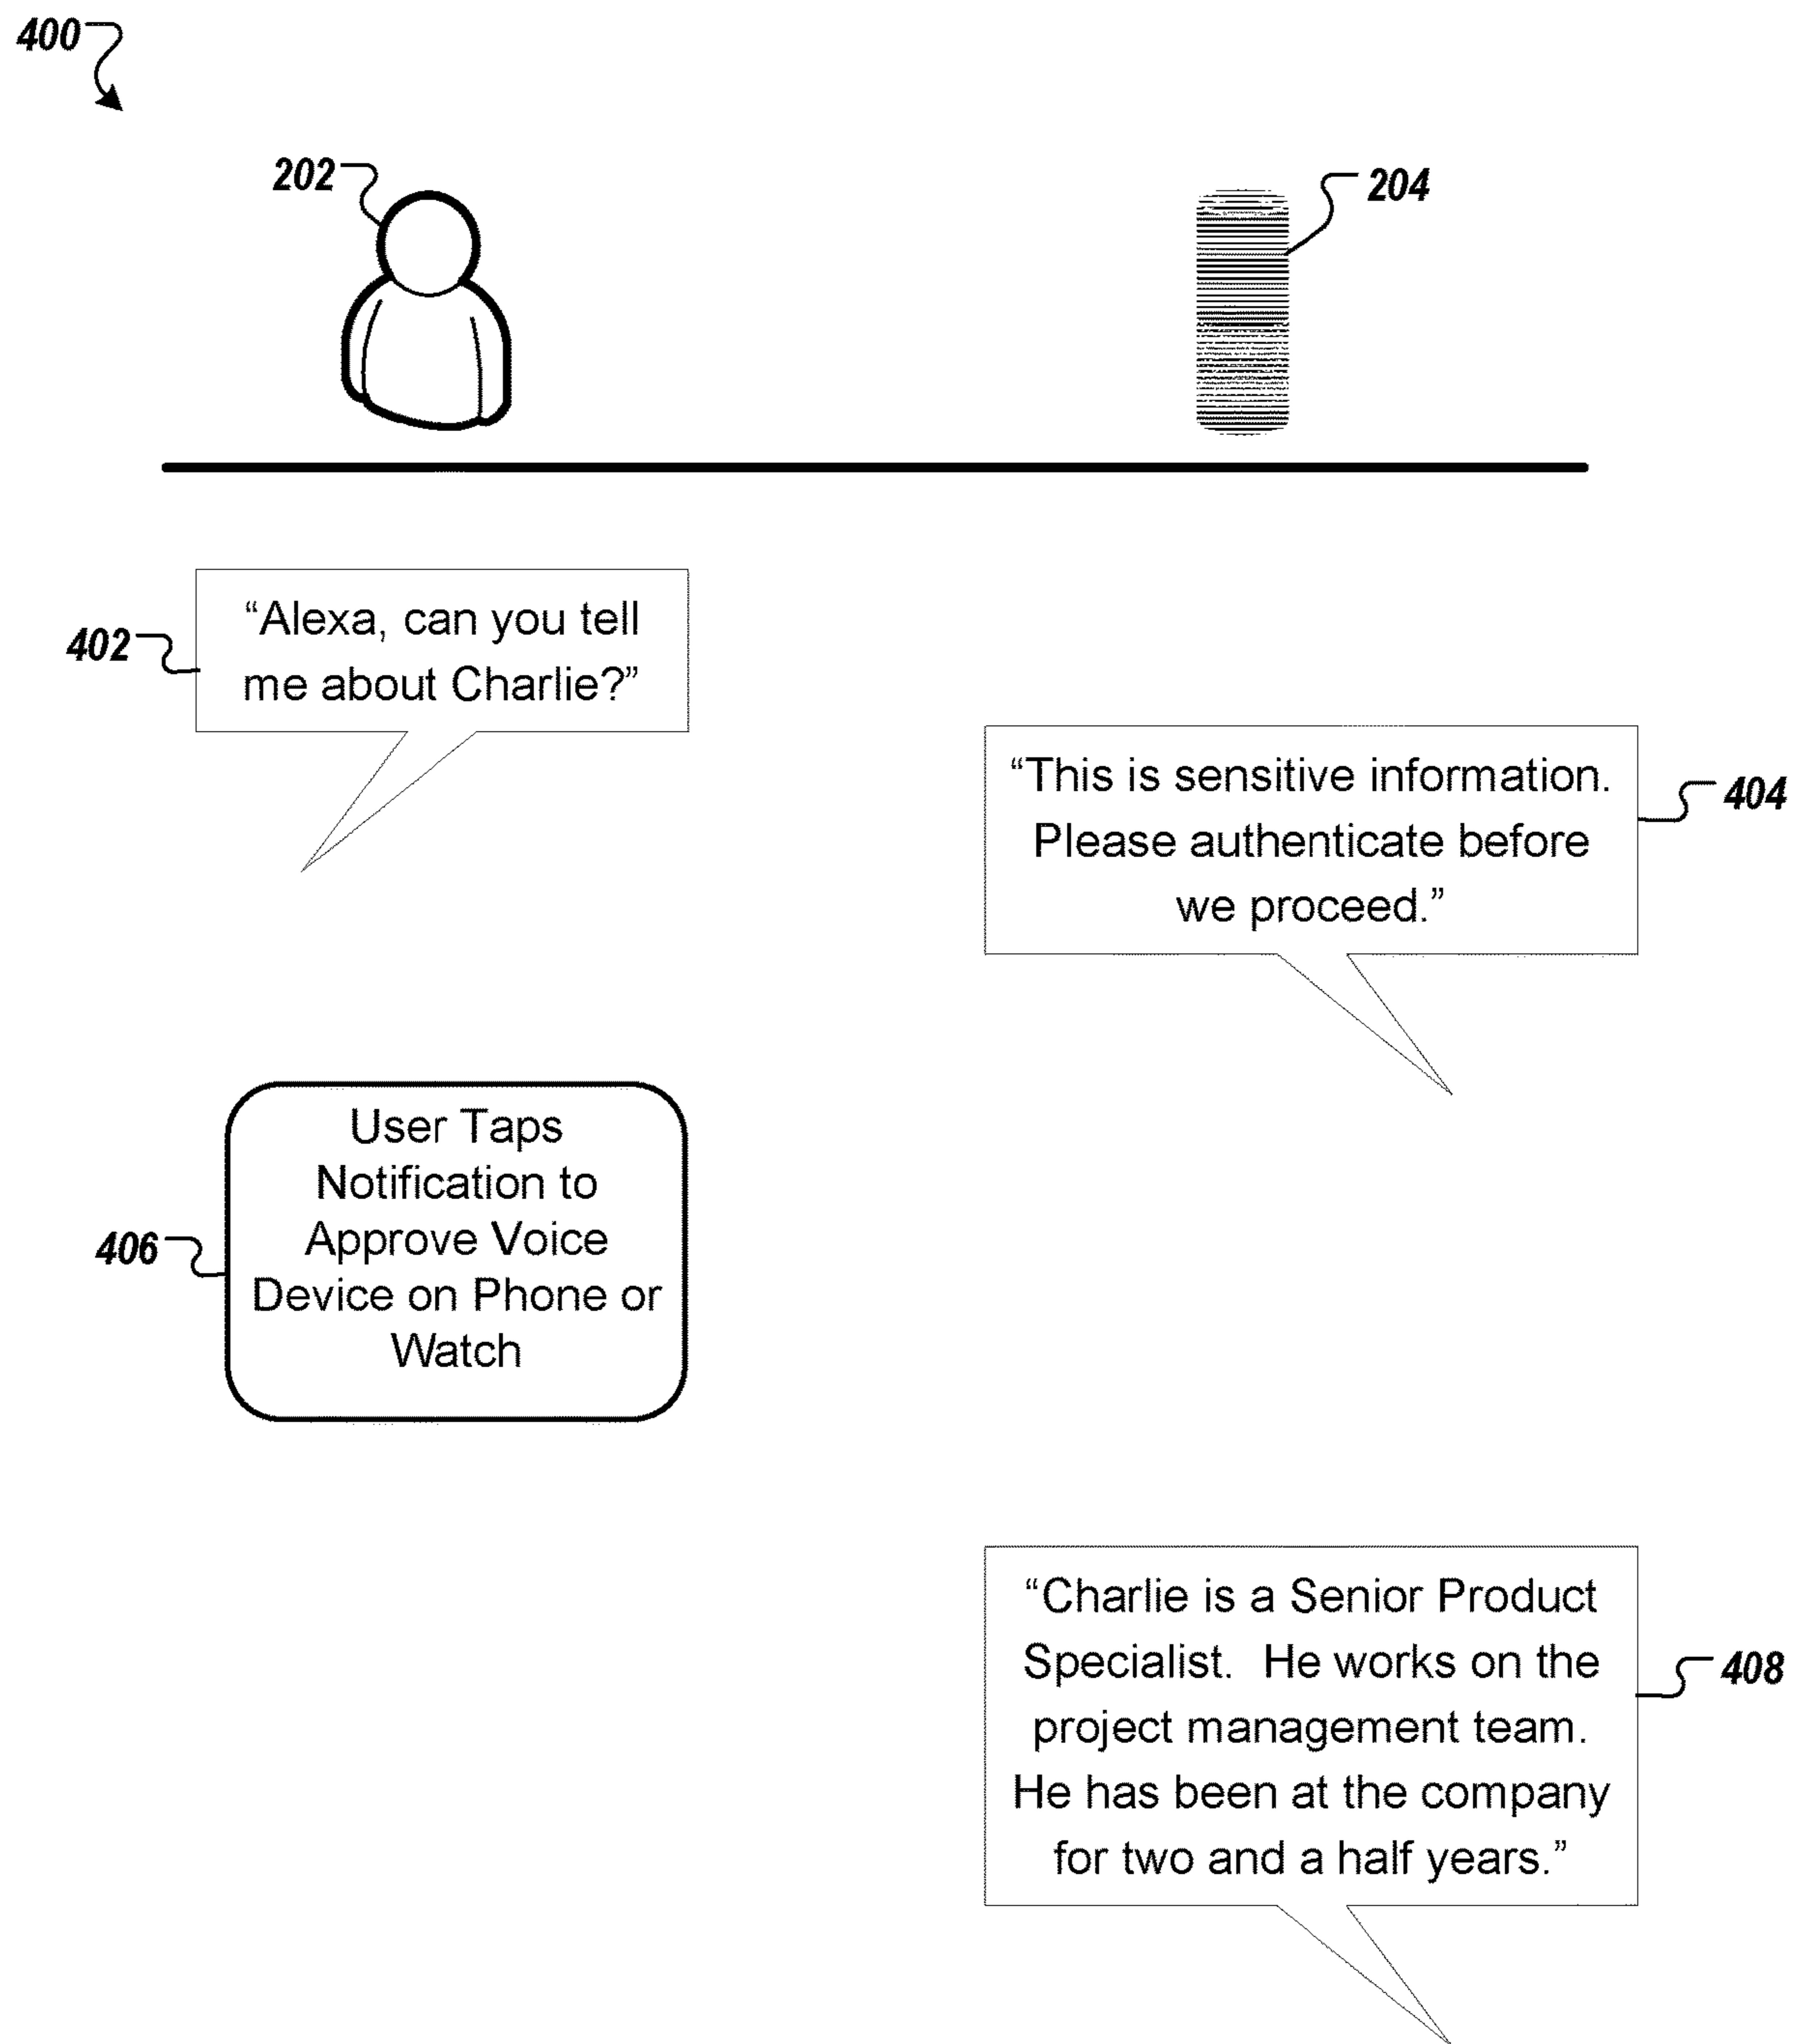 400
202
204
402
“Alexa, can you tell
me about Charlie?”
“This is sensitive information.
Please authenticate before
we proceed.”
404
406
User Taps
Notification to
Approve Voice
Device on Phone or
Watch
“Charlie is a Senior Product
Specialist.  He works on the
project management team.
He has been at the company
for two and a half years.”
408